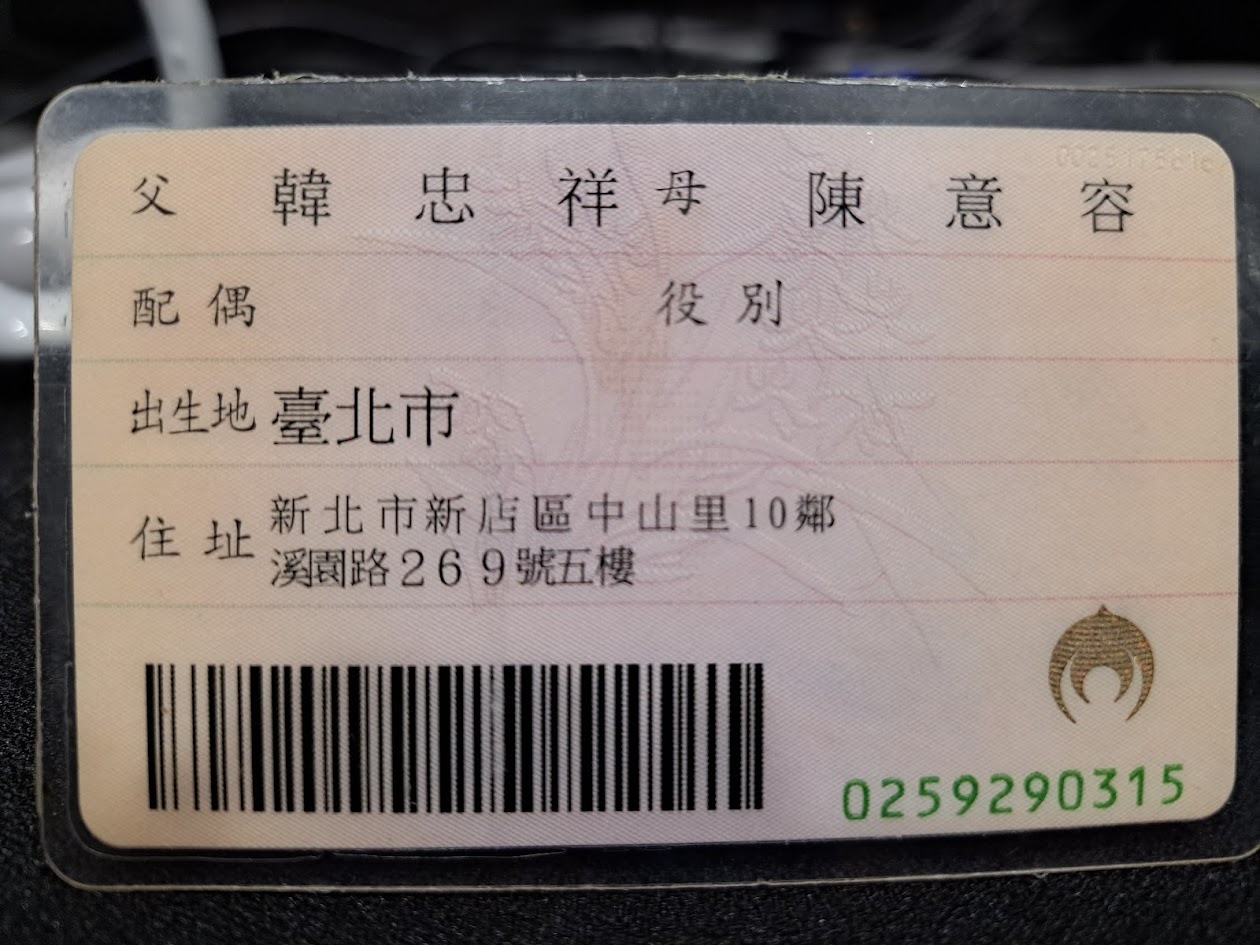 父 韓忠祥 母 陳意容
配偶 役別
出生地 臺北市
住址 新北市新店區中山里10鄰
溪園路269號五樓
0259290315